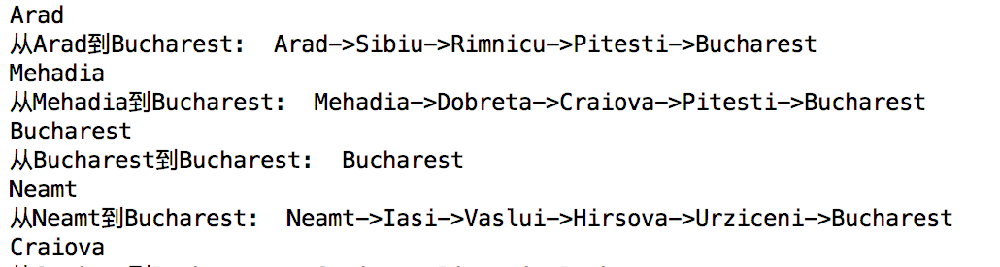 Arad
从Arad到Bucharest:  Arad->Sibiu->Rimnicu->Pitesti->Bucharest
Mehadia
从Mehadia到Bucharest:  Mehadia->Dobreta->Craiova->Pitesti->Bucharest
Bucharest
从Bucharest到Bucharest:  Bucharest
Neamt
从Neamt到Bucharest:  Neamt->Iasi->Vaslui->Hirsova->Urziceni->Bucharest
Craiova